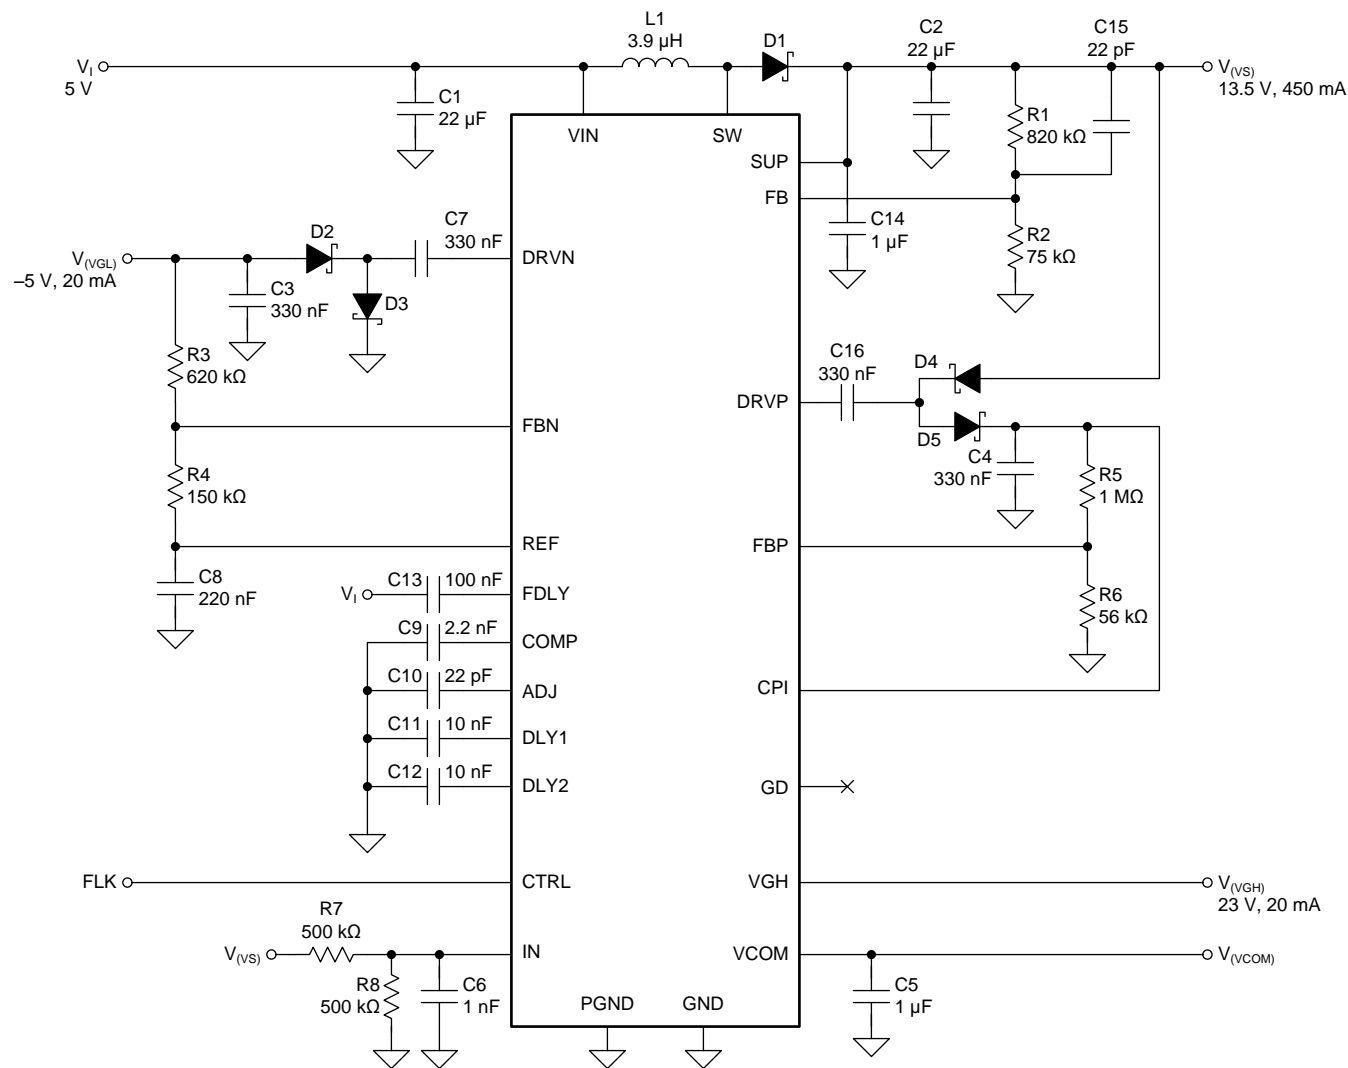 L1
3.9 µH
D1
C2
22 µF
C15
22 pF
V_I
5 V
V_(VS)
13.5 V, 450 mA
C1
22 µF
VIN
SW
R1
820 kΩ
SUP
FB
C14
1 µF
R2
75 kΩ
C7
330 nF
D2
V_(VGL)
–5 V, 20 mA
DRVN
C3
330 nF
D3
R3
620 kΩ
C16
330 nF
D4
DRVP
D5
FBN
C4
330 nF
R5
1 MΩ
R4
150 kΩ
REF
FBP
C8
220 nF
V_I
C13
100 nF
FDLY
R6
56 kΩ
C9
2.2 nF
COMP
C10
22 pF
ADJ
CPI
C11
10 nF
DLY1
C12
10 nF
DLY2
GD
FLK
CTRL
VGH
V_(VGH)
23 V, 20 mA
R7
500 kΩ
V_(VS)
IN
VCOM
V_(VCOM)
R8
500 kΩ
C6
1 nF
PGND
GND
C5
1 µF